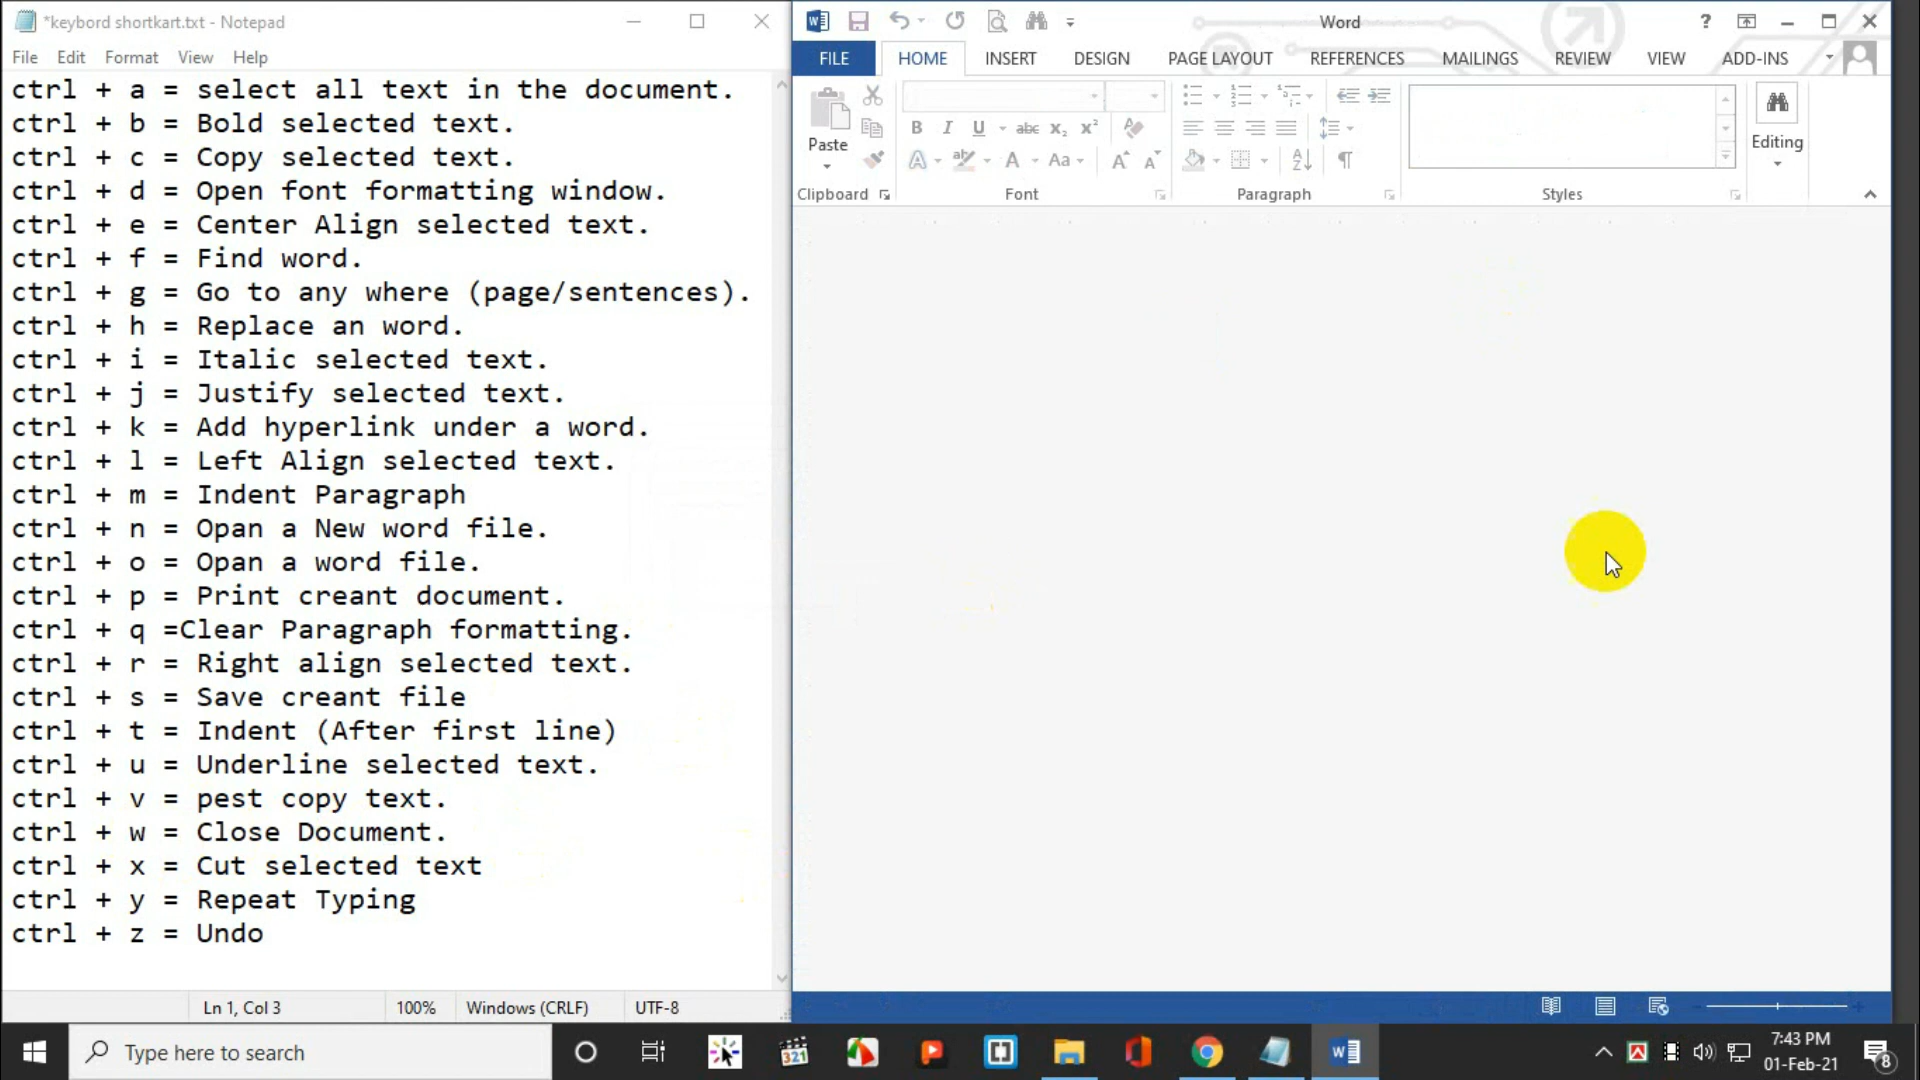 *keybord shortkart.txt - Notepad
File Edit Format View Help
ctrl + a = select all text in the document.
ctrl + b = Bold selected text.
ctrl + c = Copy selected text.
ctrl + d = Open font formatting window.
ctrl + e = Center Align selected text.
ctrl + f = Find word.
ctrl + g = Go to any where (page/sentences).
ctrl + h = Replace an word.
ctrl + i = Italic selected text.
ctrl + j = Justify selected text.
ctrl + k = Add hyperlink under a word.
ctrl + l = Left Align selected text.
ctrl + m = Indent Paragraph
ctrl + n = Opan a New word file.
ctrl + o = Opan a word file.
ctrl + p = Print creant document.
ctrl + q =Clear Paragraph formatting.
ctrl + r = Right align selected text.
ctrl + s = Save creant file
ctrl + t = Indent (After first line)
ctrl + u = Underline selected text.
ctrl + v = pest copy text.
ctrl + w = Close Document.
ctrl + x = Cut selected text
ctrl + y = Repeat Typing
ctrl + z = Undo
Ln 1, Col 3 100% Windows (CRLF) UTF-8
Word
FILE HOME INSERT DESIGN PAGE LAYOUT REFERENCES MAILINGS REVIEW VIEW ADD-INS
Paste
B I U abc x₂ x²
A aby A Aa A A
Editing
Clipboard Font Paragraph Styles
Type here to search
321
7:43 PM
01-Feb-21
8